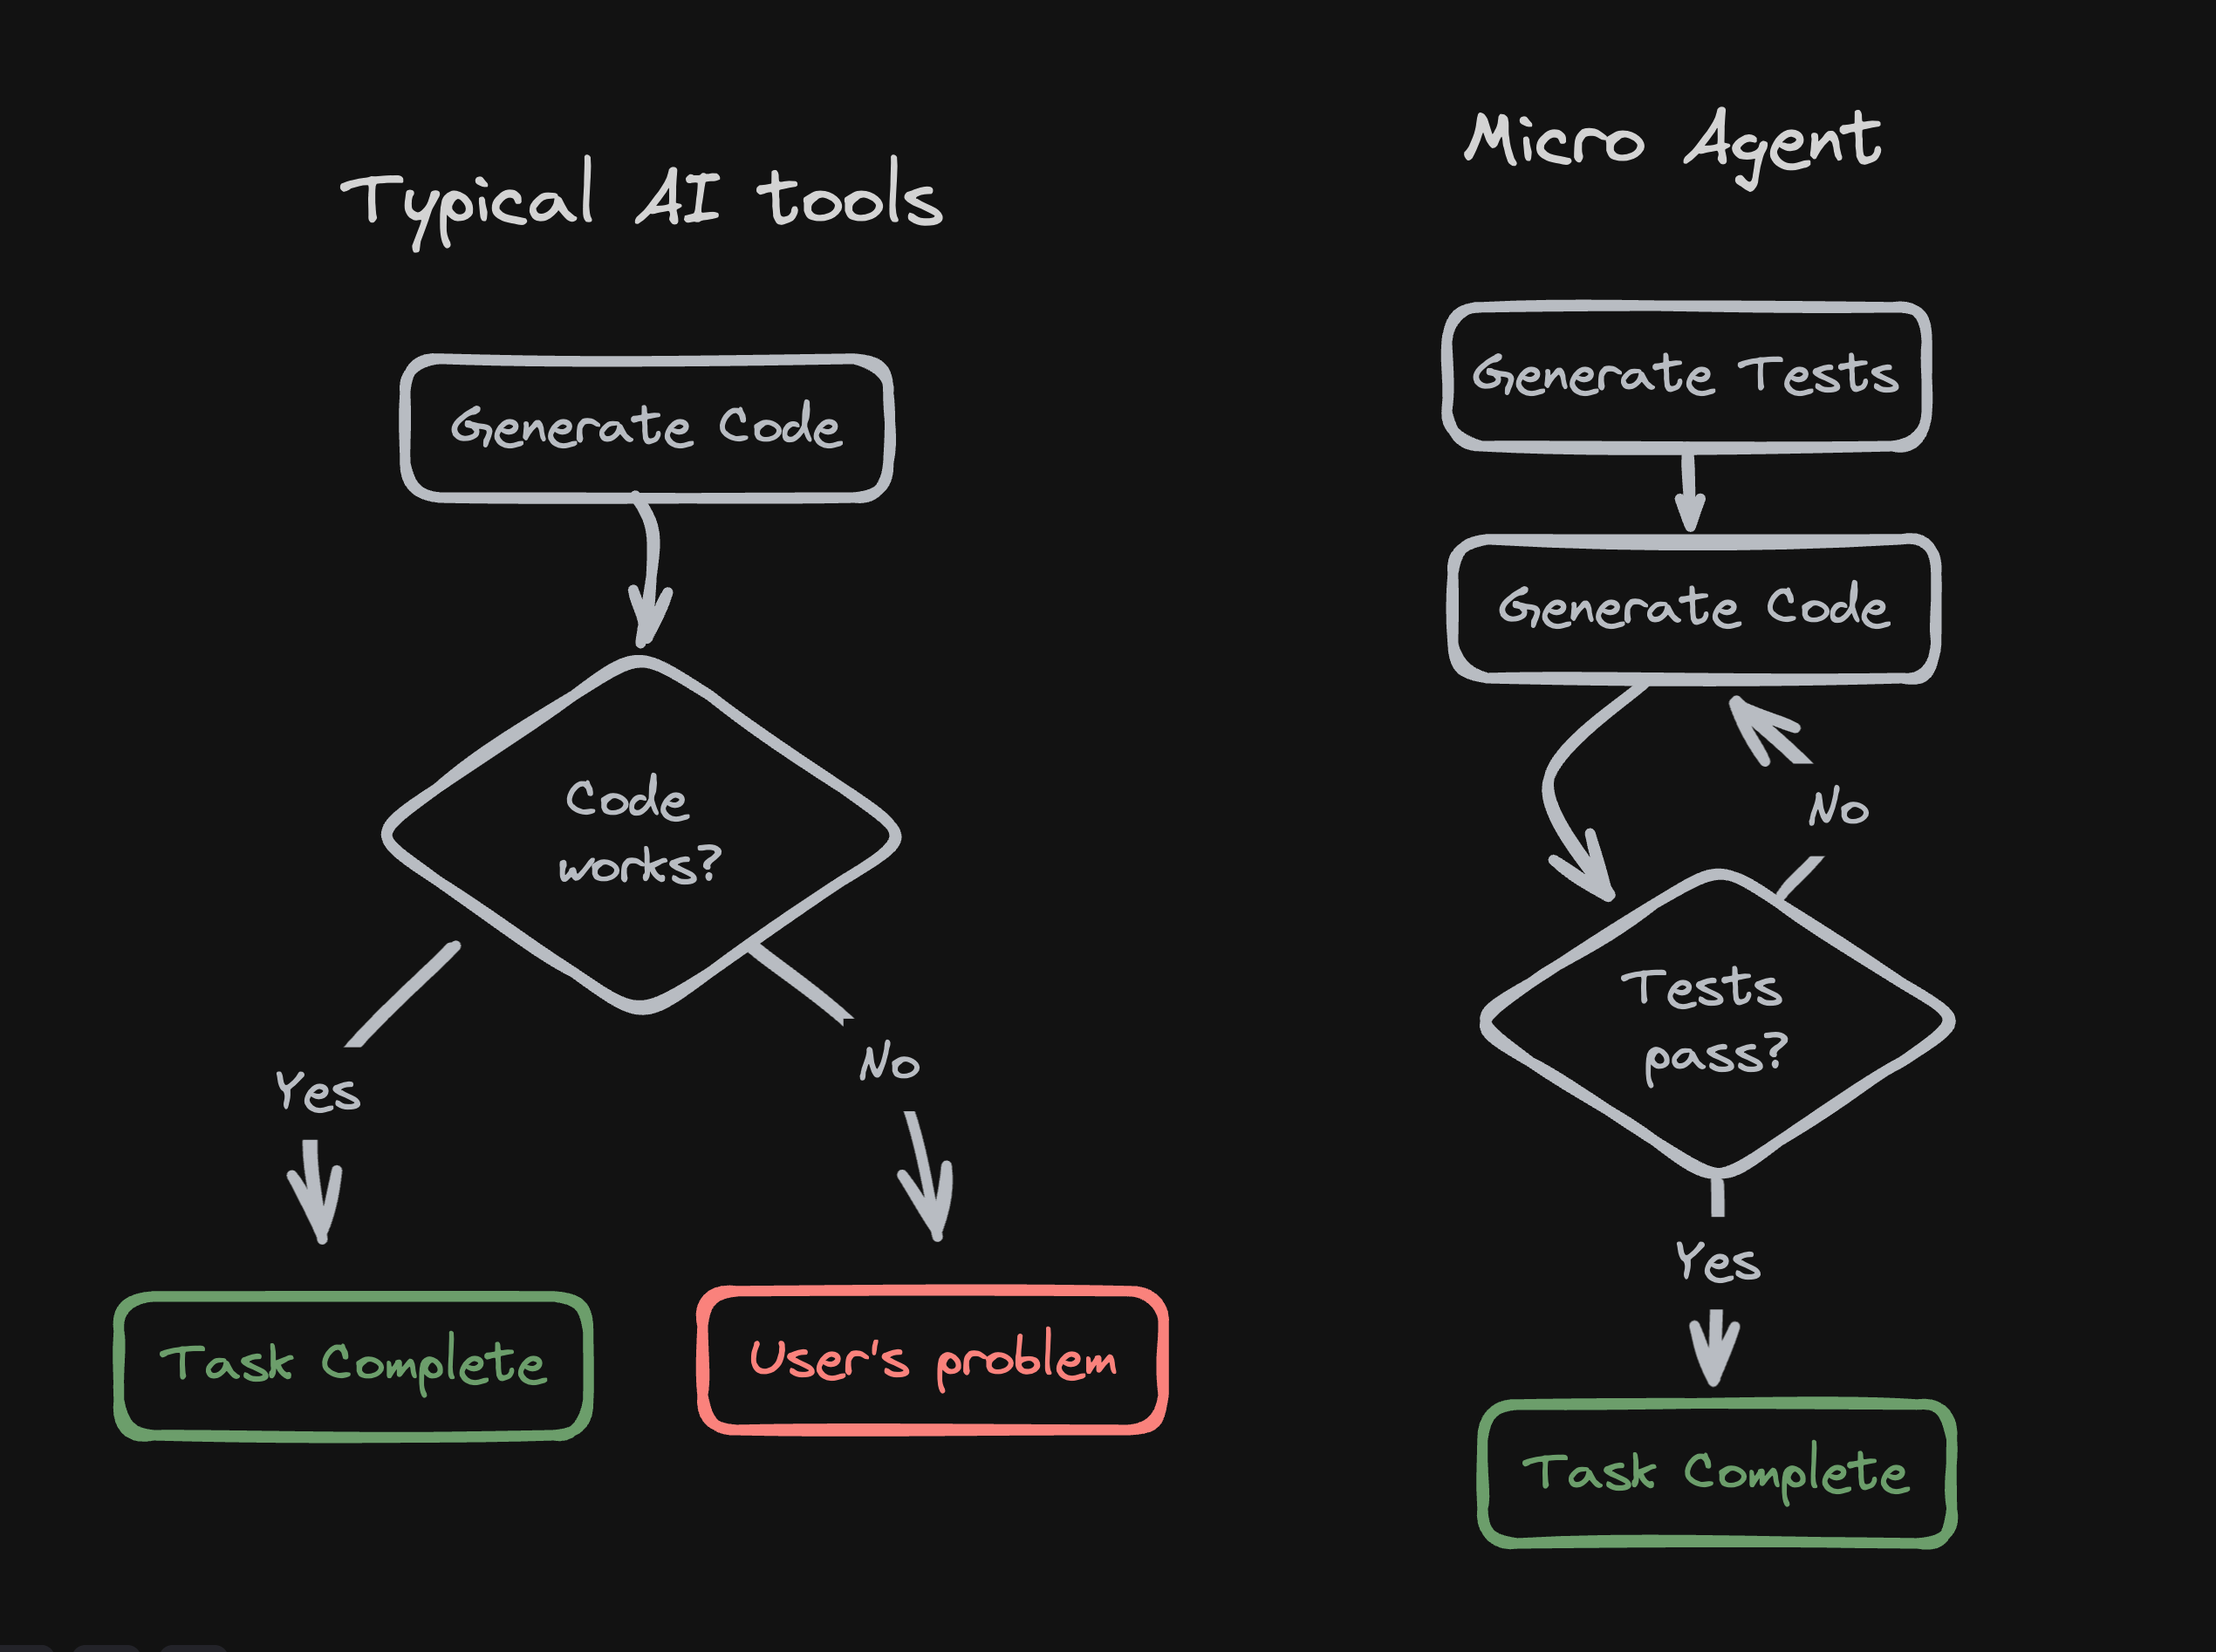 Typical AI tools
Generate Code
Code
works?
Yes
No
Task Complete
User's problem
Micro Agent
Generate Tests
Generate Code
No
Tests
pass?
Yes
Task Complete